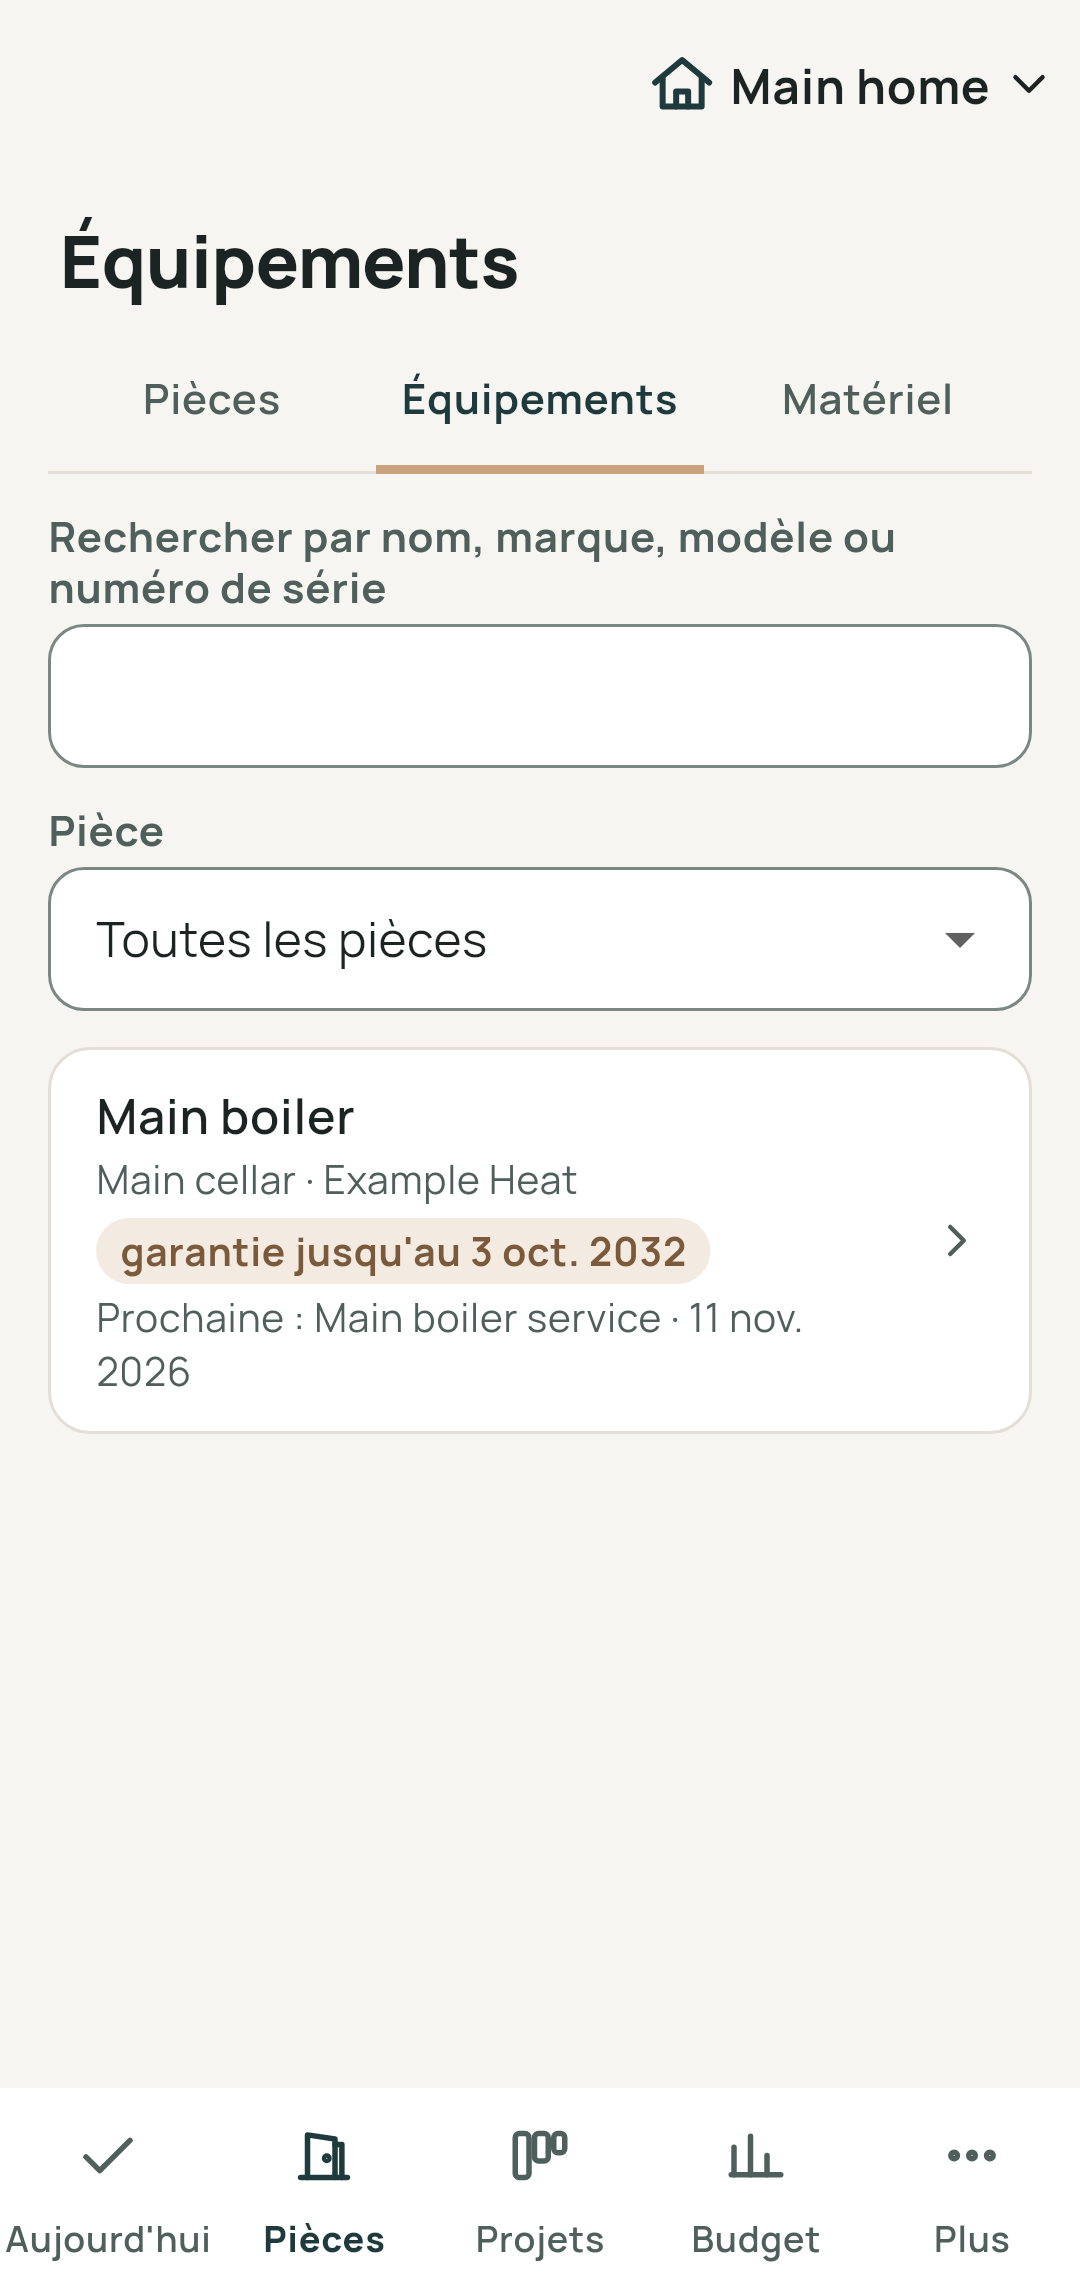 Main home
Équipements
Pièces Équipements Matériel
Rechercher par nom, marque, modèle ou
numéro de série
Pièce
Toutes les pièces
Main boiler
Main cellar · Example Heat
garantie jusqu'au 3 oct. 2032
Prochaine : Main boiler service · 11 nov.
2026
Aujourd'hui Pièces Projets Budget Plus